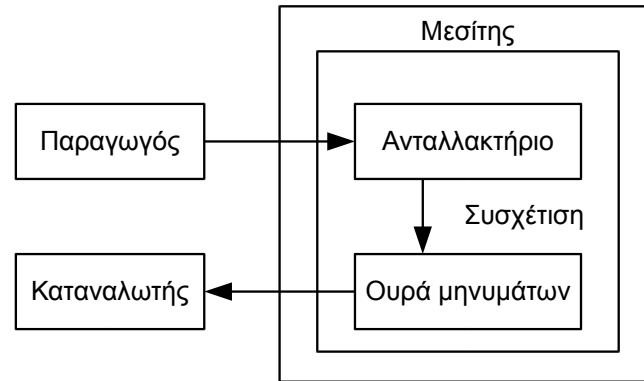 Μεσίτης
Παραγωγός
Ανταλλακτήριο
Συσχέτιση
Καταναλωτής
Ουρά μηνυμάτων